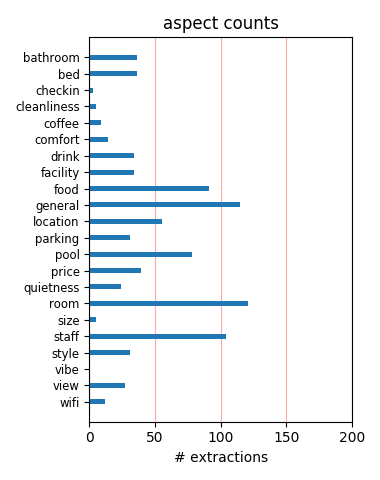 aspect counts
bathroom
bed
checkin
cleanliness
coffee
comfort
drink
facility
food
general
location
parking
pool
price
quietness
room
size
staff
style
vibe
view
wifi
0 50 100 150 200
# extractions